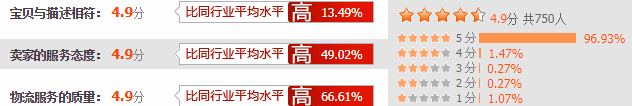 宝贝与描述相符：4.9分 比同行业平均水平 高 13.49%
卖家的服务态度：4.9分 比同行业平均水平 高 49.02%
物流服务的质量：4.9分 比同行业平均水平 高 66.61%
4.9分 共750人
5分 96.93%
4分 1.47%
3分 0.27%
2分 0.27%
1分 1.07%